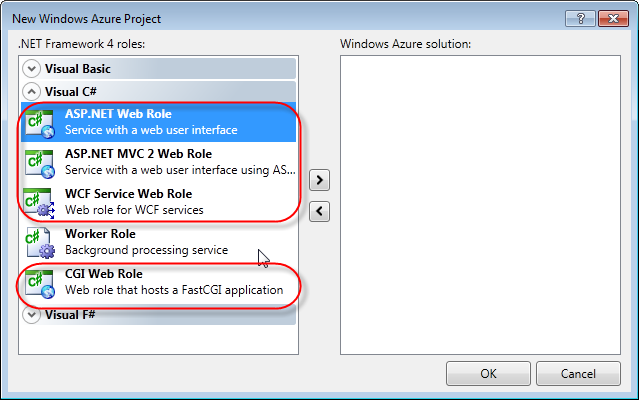 New Windows Azure Project
.NET Framework 4 roles:
Windows Azure solution:
Visual Basic
Visual C#
C#
ASP.NET Web Role
Service with a web user interface
C#
ASP.NET MVC 2 Web Role
Service with a web user interface using AS...
C#
WCF Service Web Role
Web role for WCF services
C#
Worker Role
Background processing service
C#
CGI Web Role
Web role that hosts a FastCGI application
Visual F#
OK
Cancel